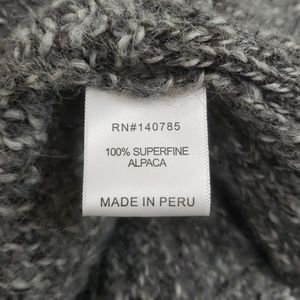 RN#140785
100% SUPERFINE
ALPACA
MADE IN PERU